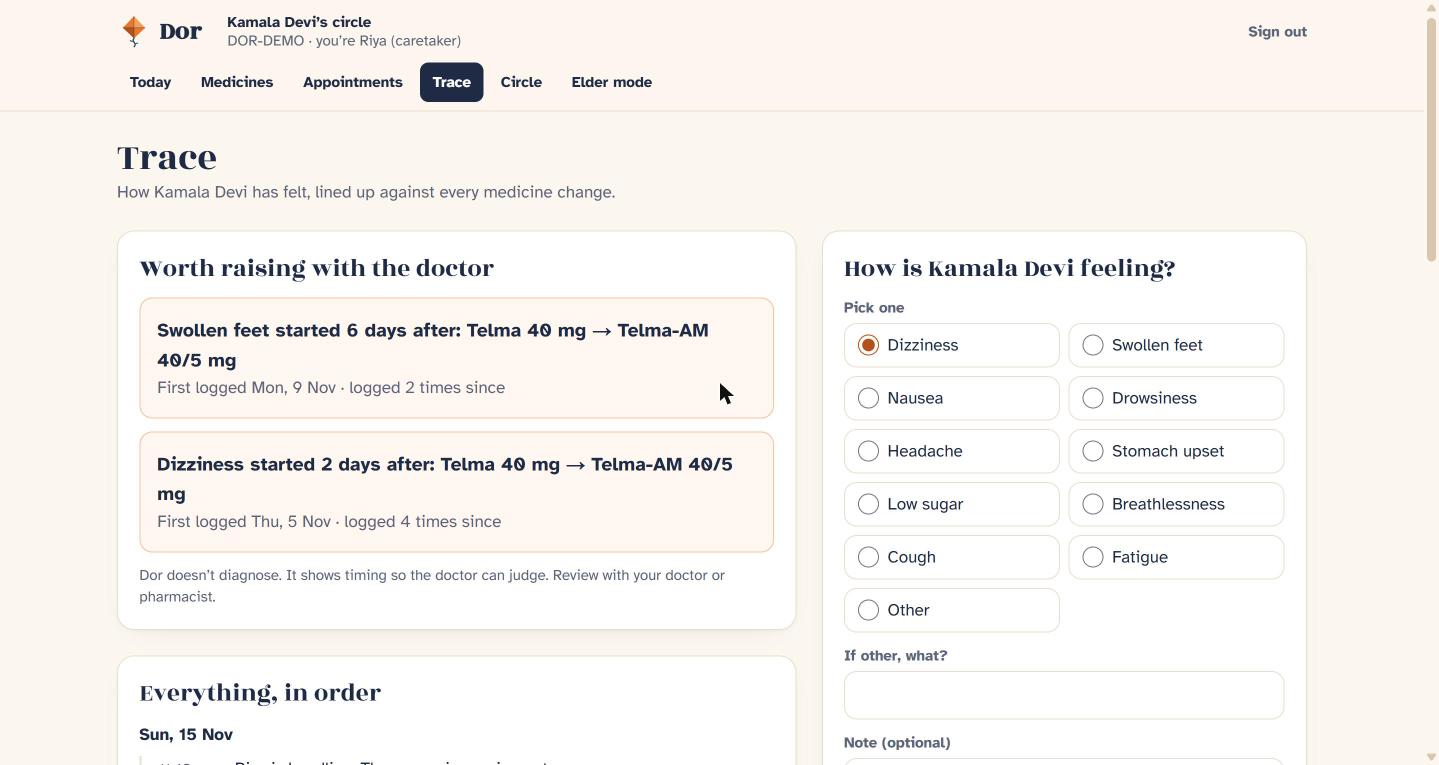 Dor
Kamala Devi’s circle
DOR-DEMO · you’re Riya (caretaker)
Sign out
Today
Medicines
Appointments
Trace
Circle
Elder mode
Trace
How Kamala Devi has felt, lined up against every medicine change.
Worth raising with the doctor
Swollen feet started 6 days after: Telma 40 mg → Telma-AM
40/5 mg
First logged Mon, 9 Nov · logged 2 times since
Dizziness started 2 days after: Telma 40 mg → Telma-AM 40/5
mg
First logged Thu, 5 Nov · logged 4 times since
Dor doesn’t diagnose. It shows timing so the doctor can judge. Review with your doctor or
pharmacist.
Everything, in order
Sun, 15 Nov
How is Kamala Devi feeling?
Pick one
Dizziness
Swollen feet
Nausea
Drowsiness
Headache
Stomach upset
Low sugar
Breathlessness
Cough
Fatigue
Other
If other, what?
Note (optional)